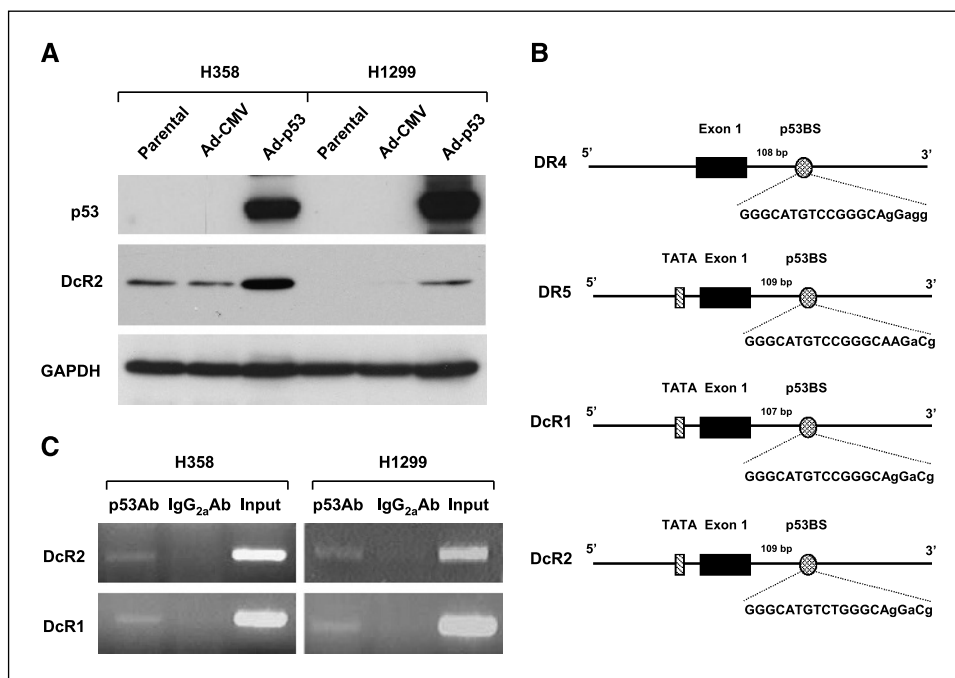 A
H358 H1299
Parental Ad-CMV Ad-p53 Parental Ad-CMV Ad-p53
p53
DcR2
GAPDH
B
Exon 1 p53BS
DR4 5’ 108 bp 3’
GGGCATGTCCGGGCAgGagg
TATA Exon 1 p53BS
DR5 5’ 109 bp 3’
GGGCATGTCCGGGCAAGaCg
TATA Exon 1 p53BS
DcR1 5’ 107 bp 3’
GGGCATGTCCGGGCAgGaCg
TATA Exon 1 p53BS
DcR2 5’ 109 bp 3’
GGGCATGTCTGGGCAgGaCg
C
H358 H1299
p53Ab IgG2aAb Input p53Ab IgG2aAb Input
DcR2
DcR1